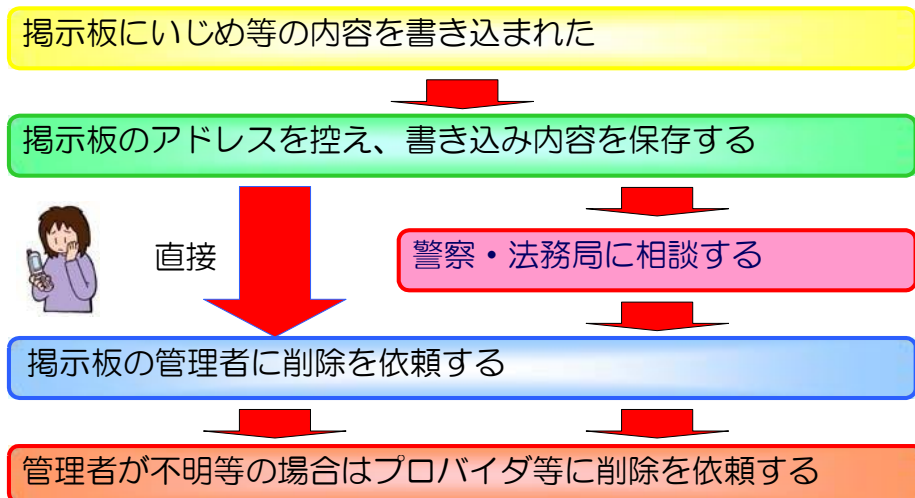 掲示板にいじめ等の内容を書き込まれた
掲示板のアドレスを控え、書き込み内容を保存する
直接
警察・法務局に相談する
掲示板の管理者に削除を依頼する
管理者が不明等の場合はプロバイダ等に削除を依頼する